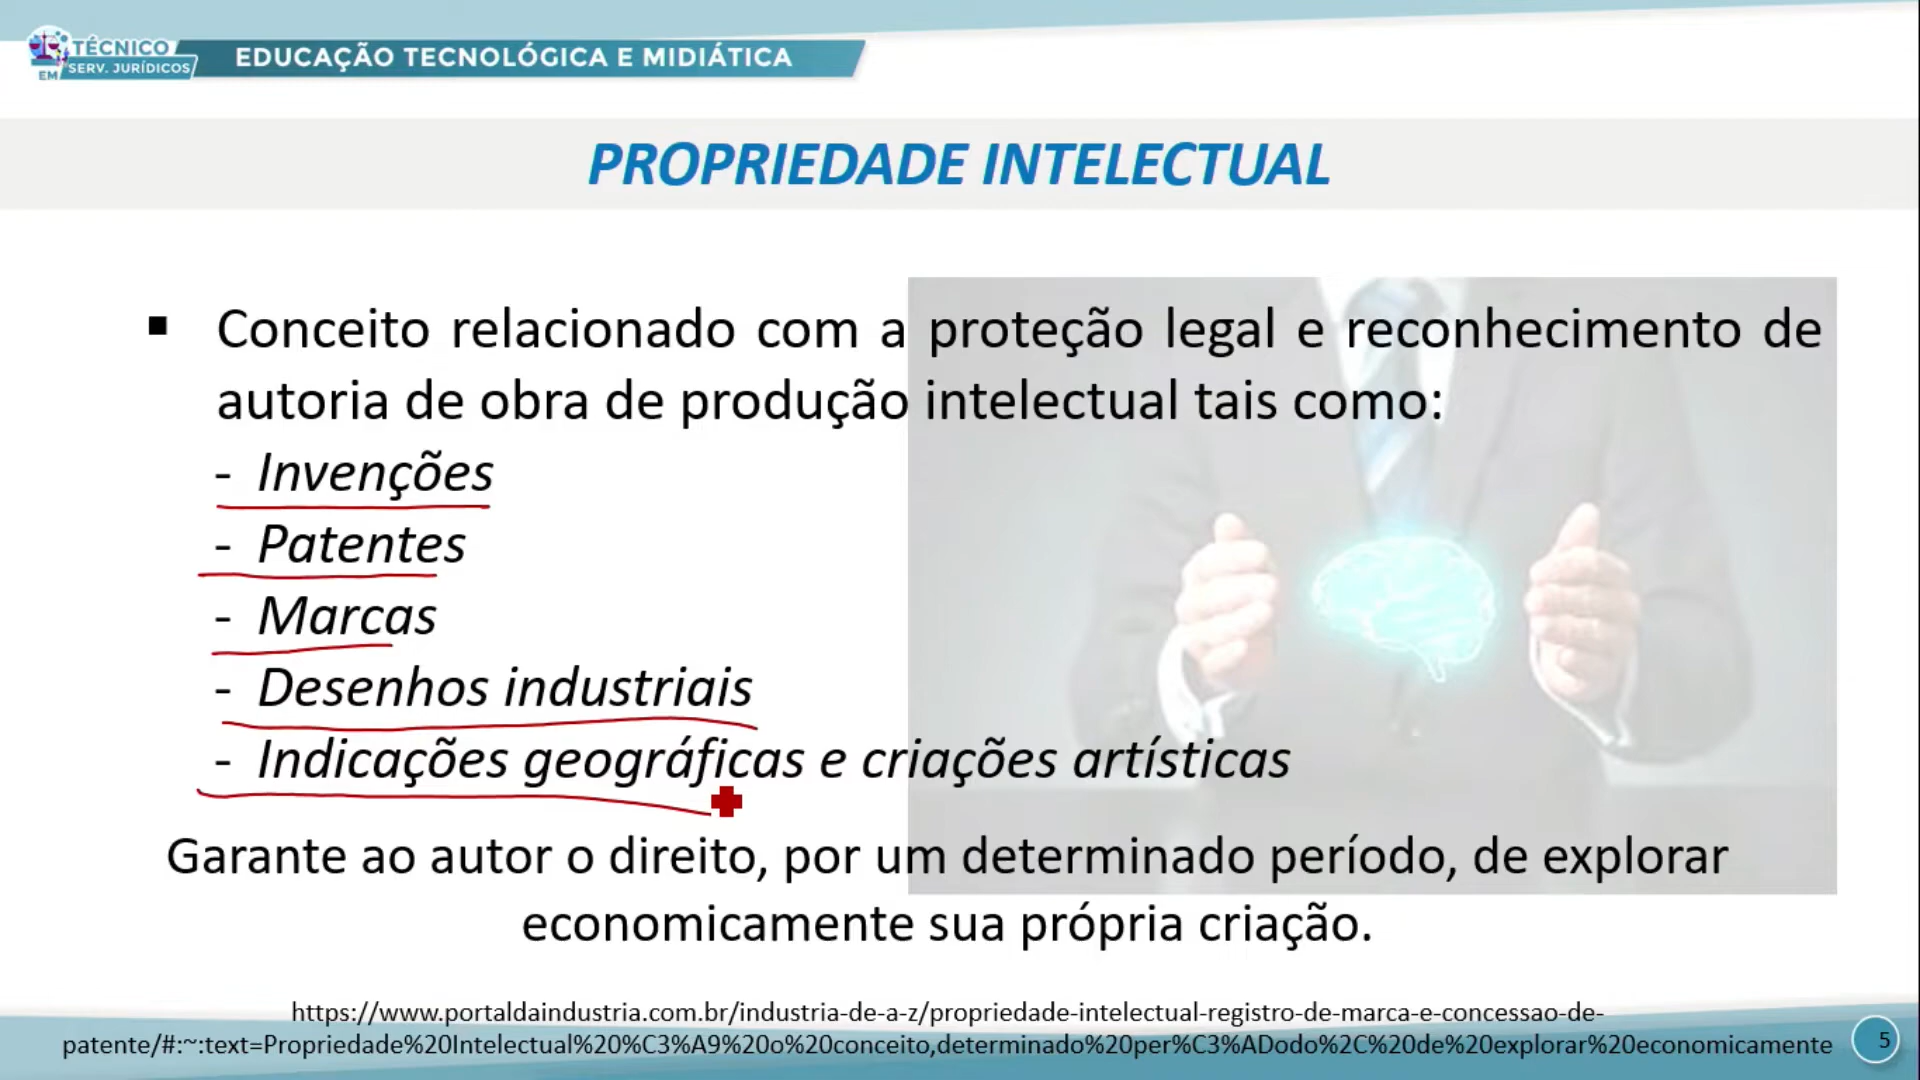 TÉCNICO
EM SERV. JURÍDICOS
EDUCAÇÃO TECNOLÓGICA E MIDIÁTICA
PROPRIEDADE INTELECTUAL
▪ Conceito relacionado com a proteção legal e reconhecimento de
autoria de obra de produção intelectual tais como:
- Invenções
- Patentes
- Marcas
- Desenhos industriais
- Indicações geográficas e criações artísticas
Garante ao autor o direito, por um determinado período, de explorar
economicamente sua própria criação.
https://www.portaldaindustria.com.br/industria-de-a-z/propriedade-intelectual-registro-de-marca-e-concessao-de-
patente/#:~:text=Propriedade%20Intelectual%20%C3%A9%20o%20conceito,determinado%20per%C3%ADodo%2C%20de%20explorar%20economicamente
5